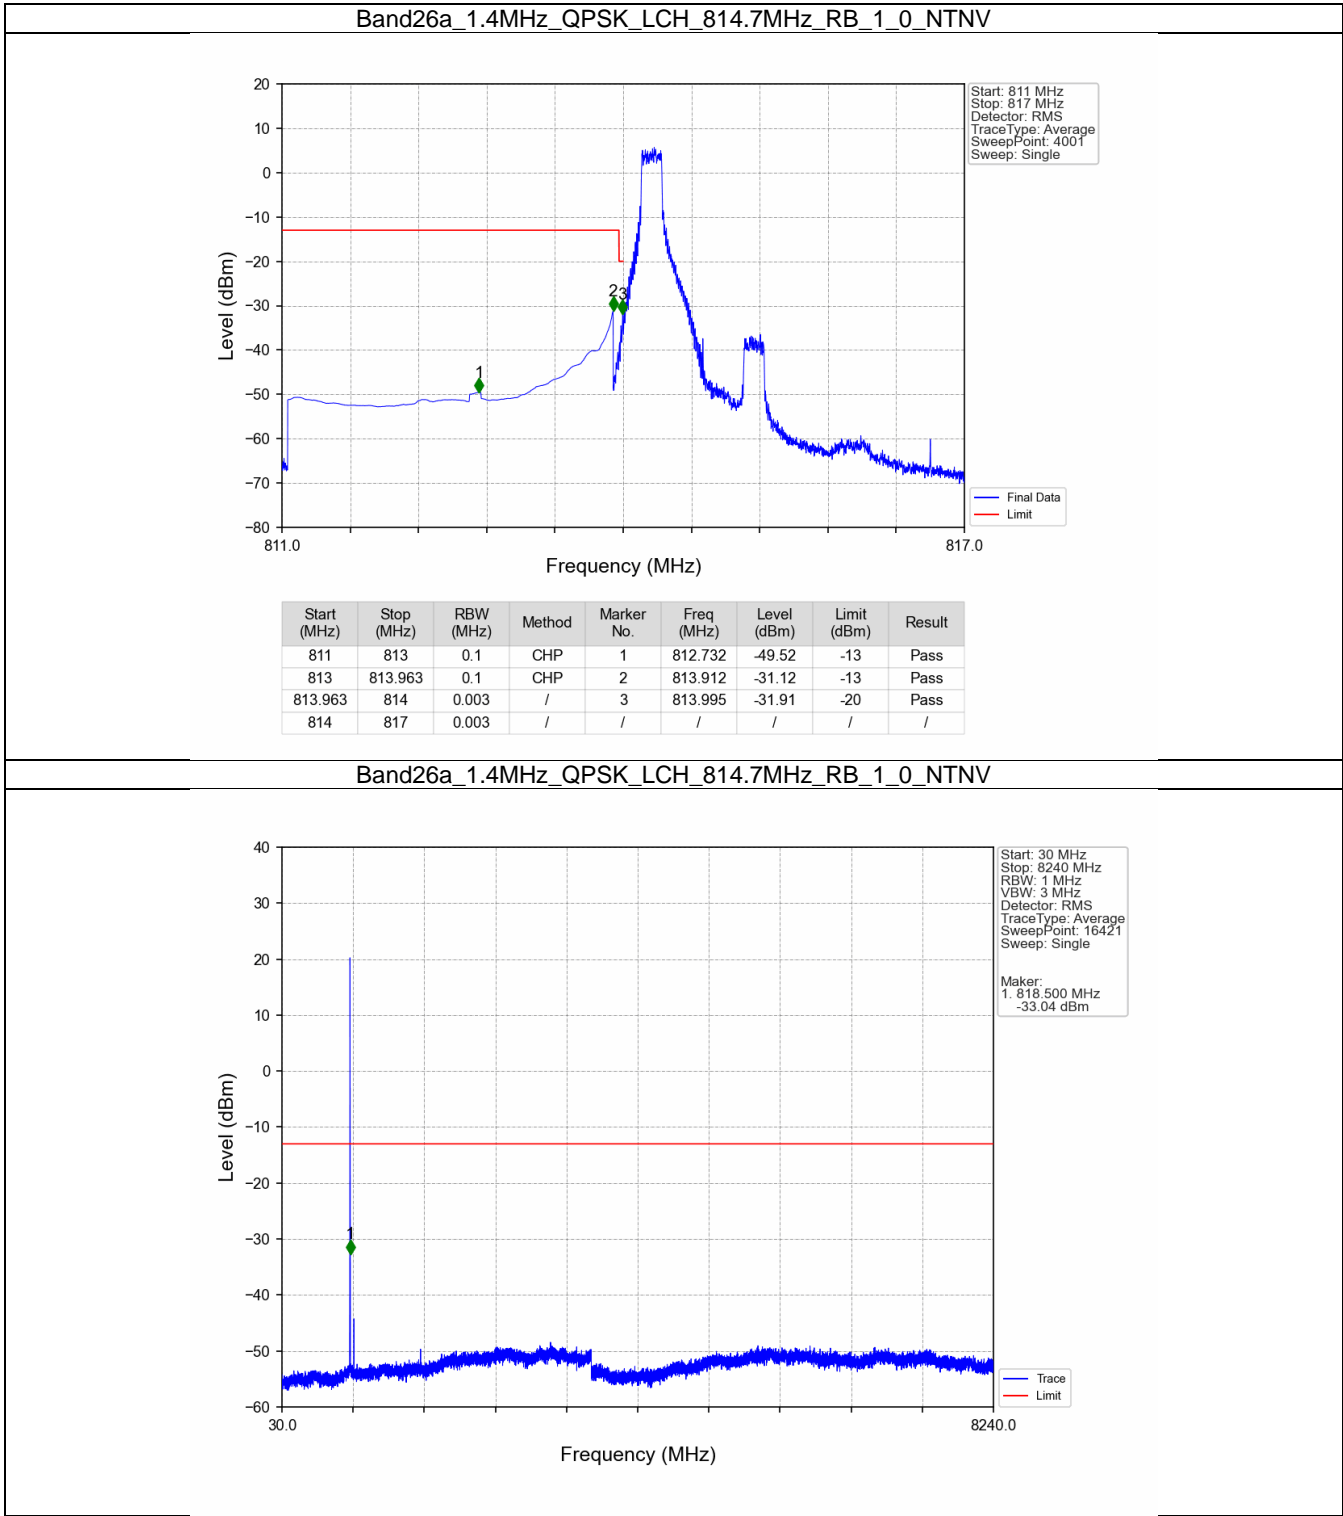 Band26a_1.4MHz_QPSK_LCH_814.7MHz_RB_1_0_NTNV
20
10
0
−10
−20
−30
−40
−50
−60
−70
−80
Level (dBm)
1
2
3
811.0
817.0
Frequency (MHz)
Start: 811 MHz
Stop: 817 MHz
Detector: RMS
TraceType: Average
SweepPoint: 4001
Sweep: Single
Final Data
Limit
Start (MHz) Stop (MHz) RBW (MHz) Method Marker No. Freq (MHz) Level (dBm) Limit (dBm) Result
811 813 0.1 CHP 1 812.732 -49.52 -13 Pass
813 813.963 0.1 CHP 2 813.912 -31.12 -13 Pass
813.963 814 0.003 / 3 813.995 -31.91 -20 Pass
814 817 0.003 / / / / / /
Band26a_1.4MHz_QPSK_LCH_814.7MHz_RB_1_0_NTNV
40
30
20
10
0
−10
−20
−30
−40
−50
−60
Level (dBm)
1
30.0
8240.0
Frequency (MHz)
Start: 30 MHz
Stop: 8240 MHz
RBW: 1 MHz
VBW: 3 MHz
Detector: RMS
TraceType: Average
SweepPoint: 16421
Sweep: Single
Maker:
1. 818.500 MHz
-33.04 dBm
Trace
Limit